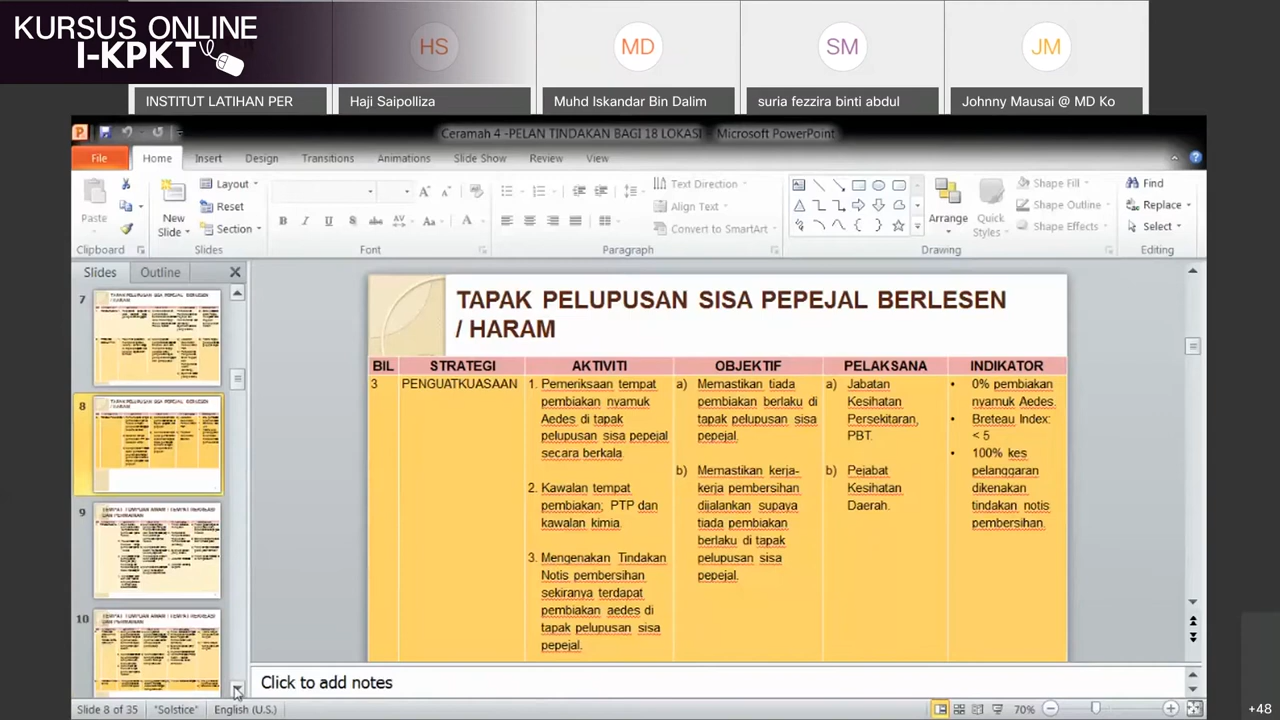 KURSUS ONLINE
I-KPKT
HS
MD
SM
JM
INSTITUT LATIHAN PER
Haji Saipolliza
Muhd Iskandar Bin Dalim
suria fezzira binti abdul
Johnny Mausai @ MD Ko
Ceramah 4 -PELAN TINDAKAN BAGI 18 LOKASI - Microsoft PowerPoint
File Home Insert Design Transitions Animations Slide Show Review View
Paste
Clipboard
New
Slide
Layout
Reset
Section
Slides
Font
Text Direction
Align Text
Convert to SmartArt
Paragraph
Arrange
Quick
Styles
Shape Fill
Shape Outline
Shape Effects
Drawing
Find
Replace
Select
Editing
Slides Outline
7
8
9
10
TAPAK PELUPUSAN SISA PEPEJAL BERLESEN
/ HARAM
BIL STRATEGI AKTIVITI OBJEKTIF PELAKSANA INDIKATOR
3 PENGUATKUASAAN
1. Pemeriksaan tempat
pembiakan nyamuk
Aedes di tapak
pelupusan sisa pepejal
secara berkala.
2. Kawalan tempat
pembiakan; PTP dan
kawalan kimia.
3. Mengenakan Tindakan
Notis pembersihan
sekiranya terdapat
pembiakan aedes di
tapak pelupusan sisa
pepejal.
a) Memastikan tiada
pembiakan berlaku di
tapak pelupusan sisa
pepejal.
b) Memastikan kerja-
kerja pembersihan
dijalankan supaya
tiada pembiakan
berlaku di tapak
pelupusan sisa
pepejal.
a) Jabatan
Kesihatan
Persekitaran,
PBT.
b) Pejabat
Kesihatan
Daerah.
• 0% pembiakan
nyamuk Aedes.
• Breteau Index:
< 5
• 100% kes
pelanggaran
dikenakan
tindakan notis
pembersihan.
Click to add notes
Slide 8 of 35 "Solstice" English (U.S.) 70%
+48